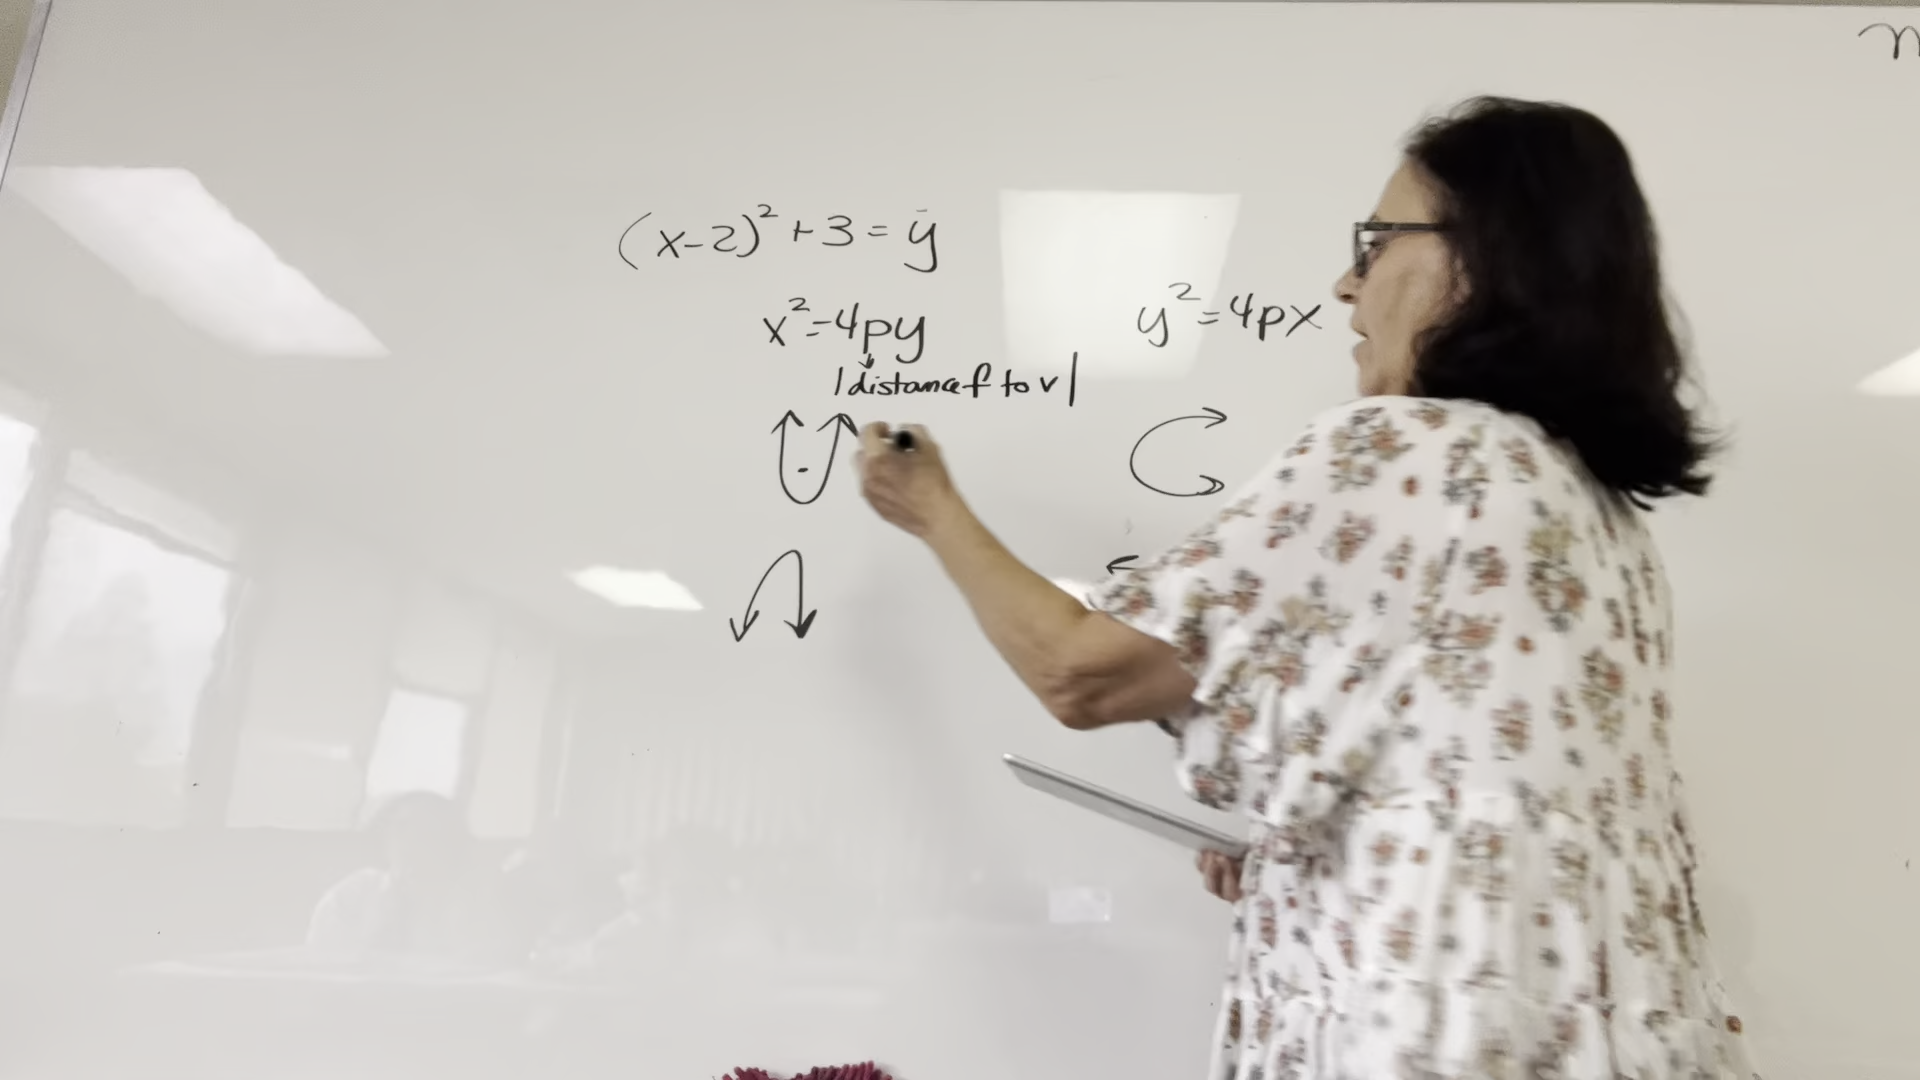 (x-2)² +3 = y
x² = 4py
y² = 4px
|distance f to v|